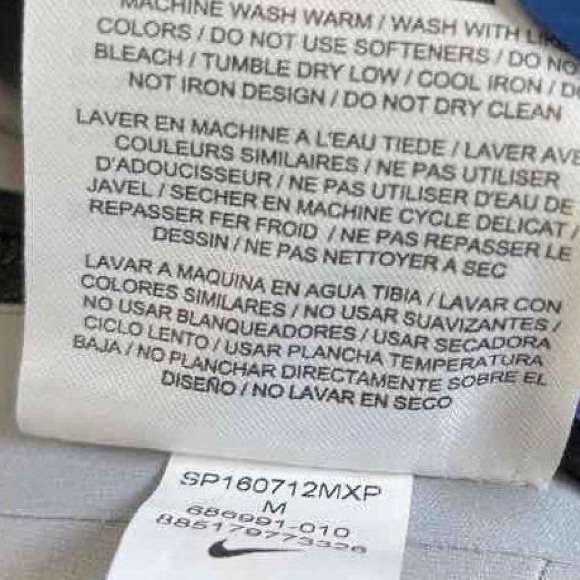 MACHINE WASH WARM / WASH WITH LIKE
COLORS / DO NOT USE SOFTENERS / DO NO
BLEACH / TUMBLE DRY LOW / COOL IRON / DO
NOT IRON DESIGN / DO NOT DRY CLEAN
LAVER EN MACHINE A L'EAU TIEDE / LAVER AVE
COULEURS SIMILAIRES / NE PAS UTILISER
D'ADOUCISSEUR / NE PAS UTILISER D'EAU DE
JAVEL / SECHER EN MACHINE CYCLE DELICAT /
REPASSER FER FROID / NE PAS REPASSER LE
DESSIN / NE PAS NETTOYER A SEC
LAVAR A MAQUINA EN AGUA TIBIA / LAVAR CON
COLORES SIMILARES / NO USAR SUAVIZANTES /
NO USAR BLANQUEADORES / USAR SECADORA
CICLO LENTO / USAR PLANCHA TEMPERATURA
BAJA / NO PLANCHAR DIRECTAMENTE SOBRE EL
DISEÑO / NO LAVAR EN SECO
SP160712MXP
M
686991-010
885179773326